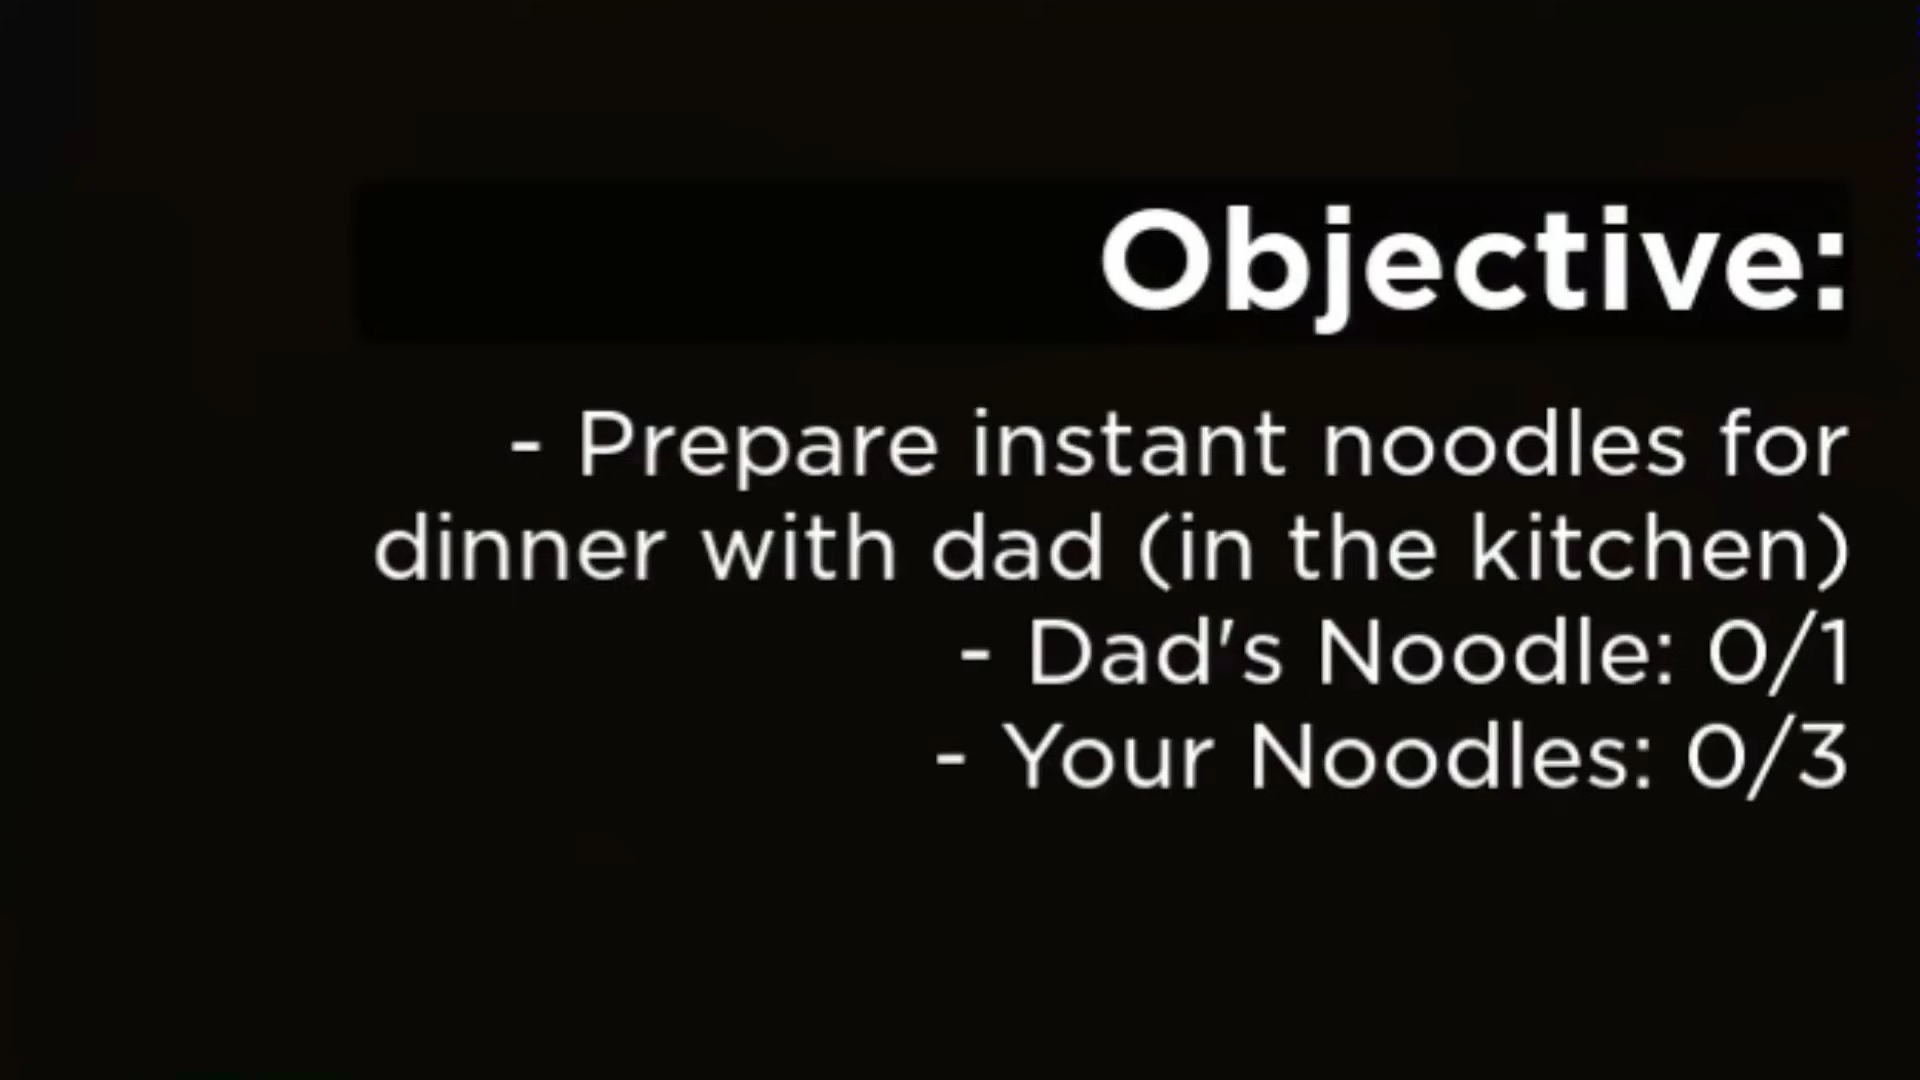 Objective:
- Prepare instant noodles for
dinner with dad (in the kitchen)
- Dad's Noodle: 0/1
- Your Noodles: 0/3